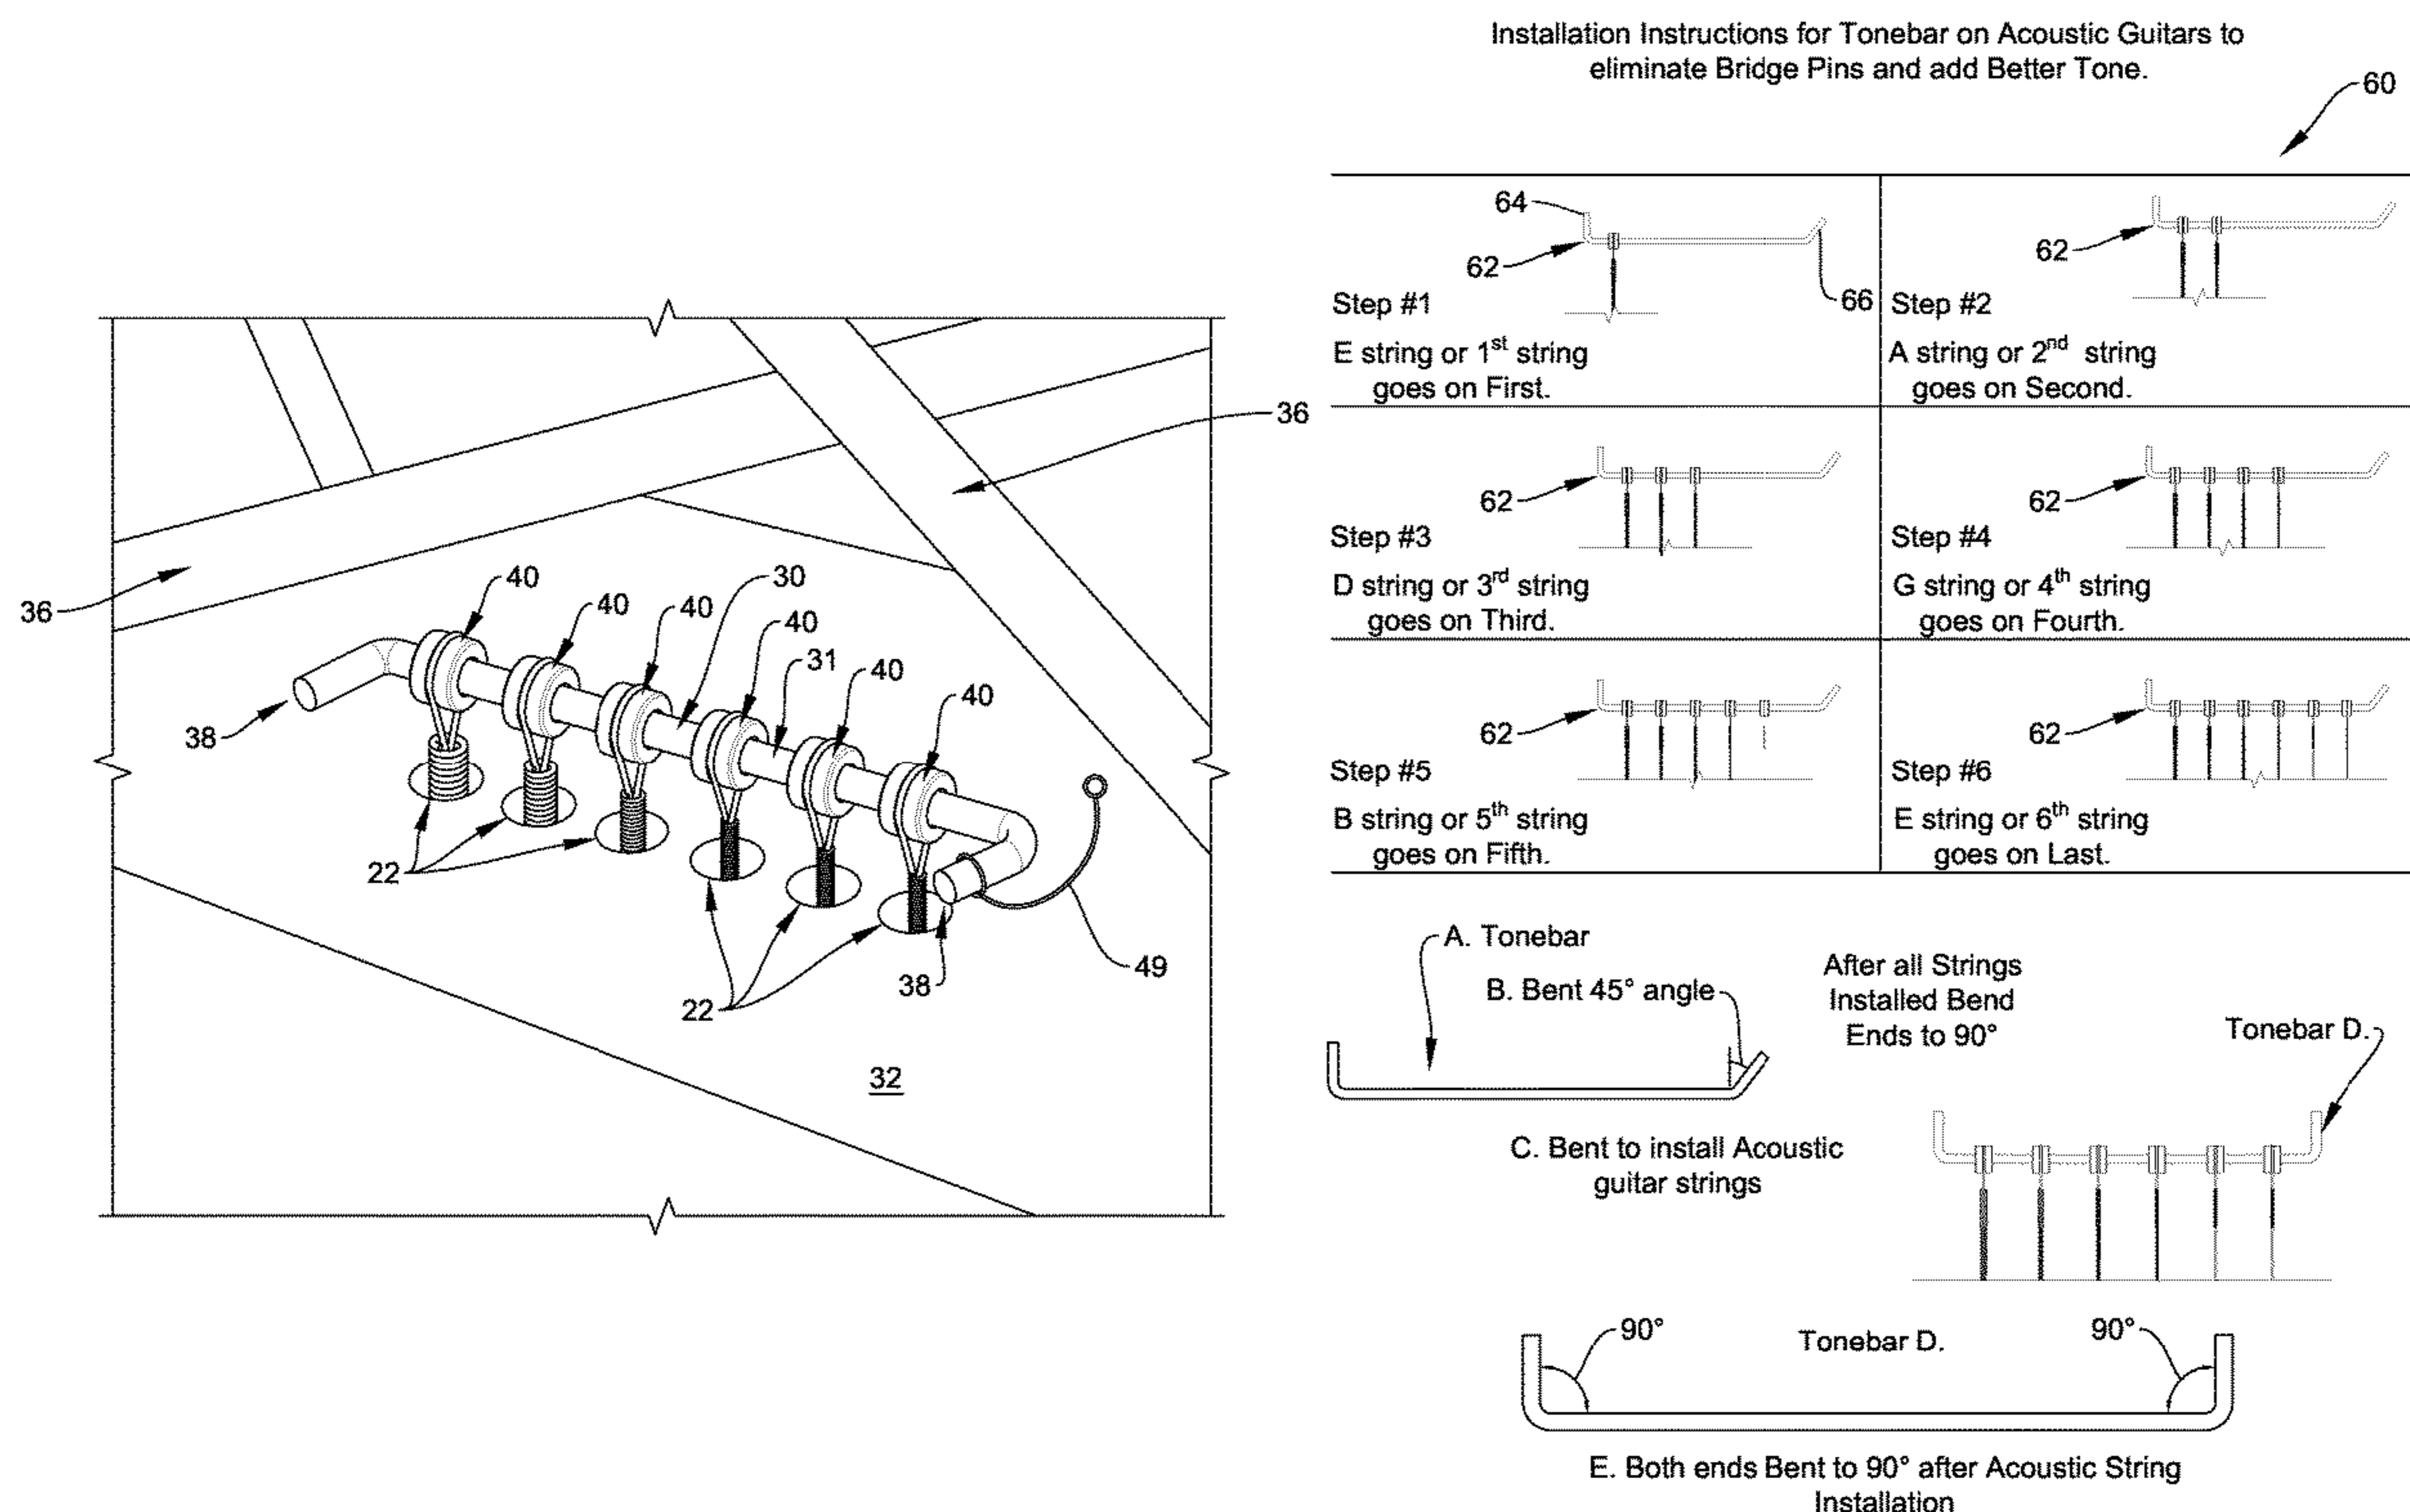 Installation Instructions for Tonebar on Acoustic Guitars to
eliminate Bridge Pins and add Better Tone.
60
64
62
66
Step #1
E string or 1st string
goes on First.
62
Step #2
A string or 2nd string
goes on Second.
62
Step #3
D string or 3rd string
goes on Third.
62
Step #4
G string or 4th string
goes on Fourth.
62
Step #5
B string or 5th string
goes on Fifth.
62
Step #6
E string or 6th string
goes on Last.
36
36
40
40
40
40
30
31
40
40
38
22
22
38
49
32
A. Tonebar
B. Bent 45° angle
After all Strings
Installed Bend
Ends to 90°
Tonebar D.
C. Bent to install Acoustic
guitar strings
90°
Tonebar D.
90°
E. Both ends Bent to 90° after Acoustic String
Installation